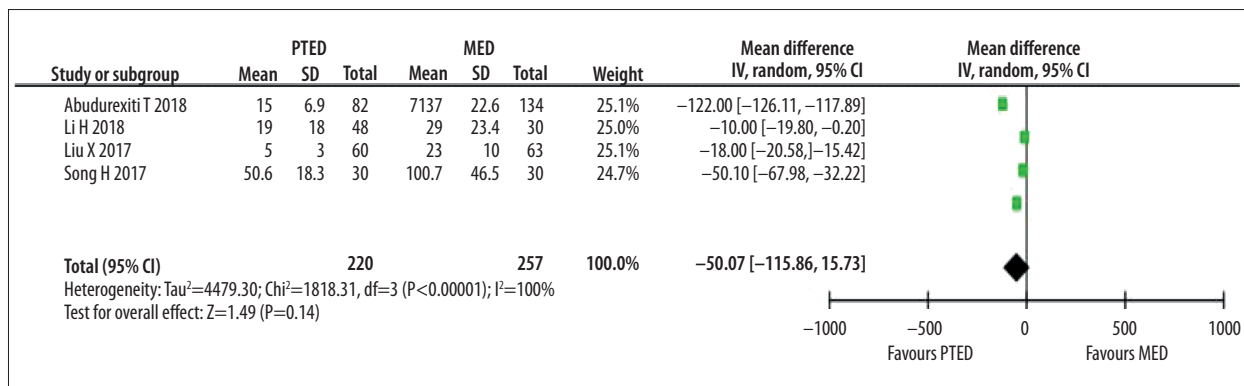 PTED MED Mean difference Mean difference
Study or subgroup Mean SD Total Mean SD Total Weight IV, random, 95% CI IV, random, 95% CI
Abudurexiti T 2018 15 6.9 82 7137 22.6 134 25.1% −122.00 [−126.11, −117.89]
Li H 2018 19 18 48 29 23.4 30 25.0% −10.00 [−19.80, −0.20]
Liu X 2017 5 3 60 23 10 63 25.1% −18.00 [−20.58,]−15.42]
Song H 2017 50.6 18.3 30 100.7 46.5 30 24.7% −50.10 [−67.98, −32.22]
Total (95% CI) 220 257 100.0% −50.07 [−115.86, 15.73]
Heterogeneity: Tau²=4479.30; Chi²=1818.31, df=3 (P<0.00001); I²=100%
Test for overall effect: Z=1.49 (P=0.14)
−1000 −500 0 500 1000
Favours PTED Favours MED